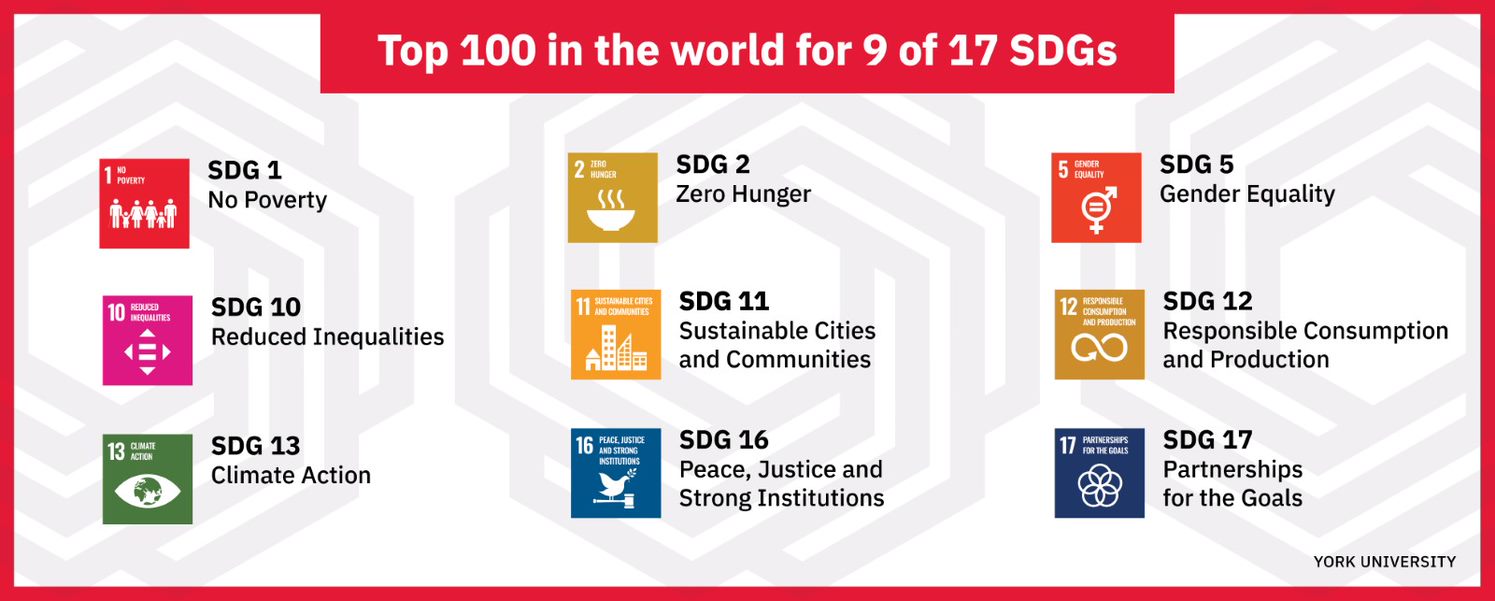 Top 100 in the world for 9 of 17 SDGs
1 NO
POVERTY
SDG 1
No Poverty
2 ZERO
HUNGER
SDG 2
Zero Hunger
5 GENDER
EQUALITY
SDG 5
Gender Equality
10 REDUCED
INEQUALITIES
SDG 10
Reduced Inequalities
11 SUSTAINABLE CITIES
AND COMMUNITIES
SDG 11
Sustainable Cities
and Communities
12 RESPONSIBLE
CONSUMPTION
AND PRODUCTION
SDG 12
Responsible Consumption
and Production
13 CLIMATE
ACTION
SDG 13
Climate Action
16 PEACE, JUSTICE
AND STRONG
INSTITUTIONS
SDG 16
Peace, Justice and
Strong Institutions
17 PARTNERSHIPS
FOR THE GOALS
SDG 17
Partnerships
for the Goals
YORK UNIVERSITY